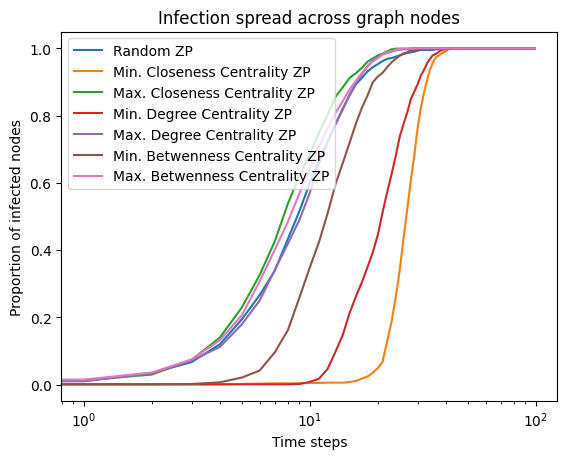 Infection spread across graph nodes
Proportion of infected nodes
1.0
0.8
0.6
0.4
0.2
0.0
Random ZP
Min. Closeness Centrality ZP
Max. Closeness Centrality ZP
Min. Degree Centrality ZP
Max. Degree Centrality ZP
Min. Betwenness Centrality ZP
Max. Betwenness Centrality ZP
10⁰ 10¹ 10²
Time steps